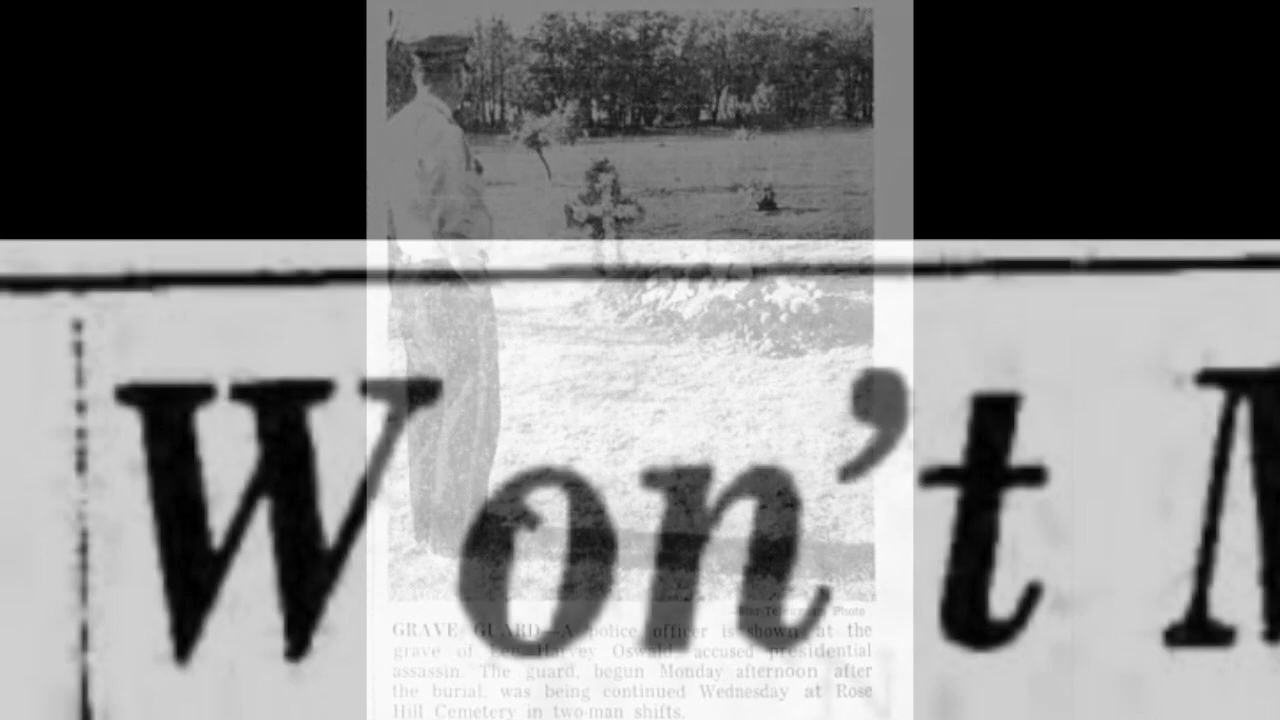 Won't
—Star-Telegram Photo
GRAVE GUARD—A police officer is shown at the
grave of Lee Harvey Oswald, accused presidential
assassin. The guard, begun Monday afternoon after
the burial, was being continued Wednesday at Rose
Hill Cemetery in two-man shifts.